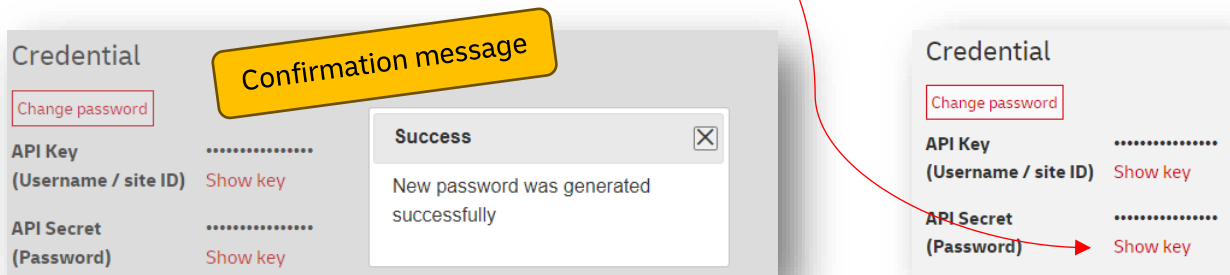 Credential
Confirmation message
Change password
API Key
(Username / site ID)
••••••••••••••••
Show key
API Secret
(Password)
••••••••••••••••
Show key
Success
New password was generated
successfully
Credential
Change password
API Key
(Username / site ID)
••••••••••••••••
Show key
API Secret
(Password)
••••••••••••••••
Show key